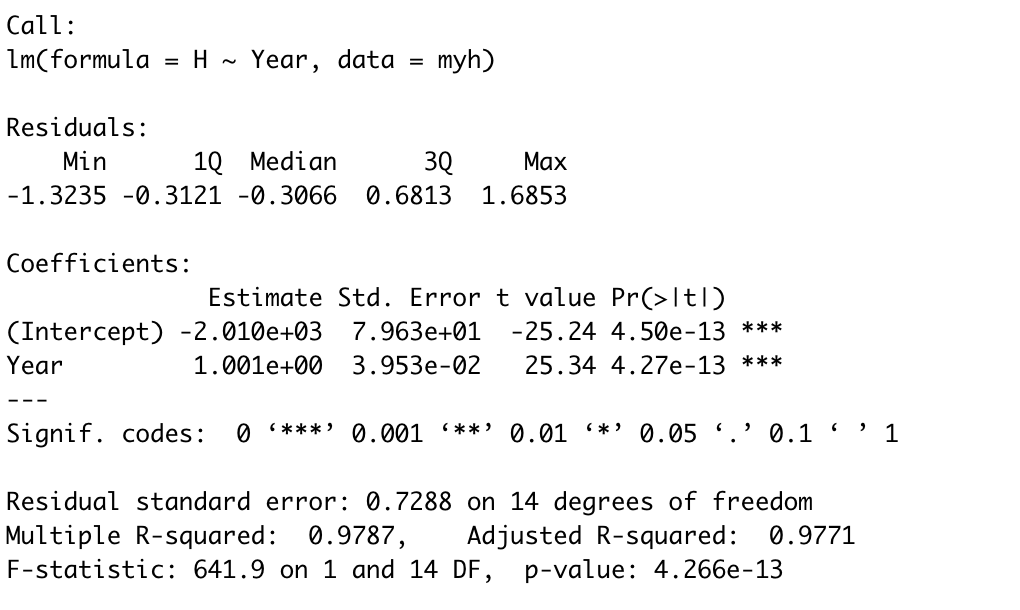 Call:
lm(formula = H ~ Year, data = myh)
Residuals:
    Min      1Q  Median      3Q     Max
-1.3235 -0.3121 -0.3066  0.6813  1.6853
Coefficients:
              Estimate Std. Error t value Pr(>|t|)
(Intercept) -2.010e+03  7.963e+01  -25.24 4.50e-13 ***
Year         1.001e+00  3.953e-02   25.34 4.27e-13 ***
---
Signif. codes:  0 ‘***’ 0.001 ‘**’ 0.01 ‘*’ 0.05 ‘.’ 0.1 ‘ ’ 1
Residual standard error: 0.7288 on 14 degrees of freedom
Multiple R-squared:  0.9787,    Adjusted R-squared:  0.9771
F-statistic: 641.9 on 1 and 14 DF,  p-value: 4.266e-13